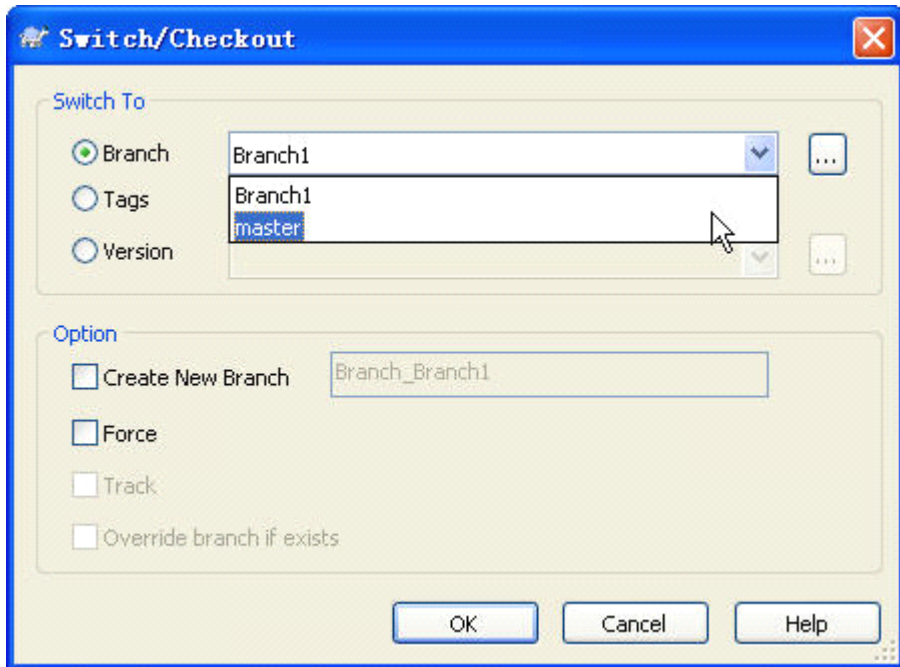 Switch/Checkout
Switch To
Branch
Branch1
...
Tags
Branch1
master
Version
...
Option
Create New Branch
Branch_Branch1
Force
Track
Override branch if exists
OK Cancel Help